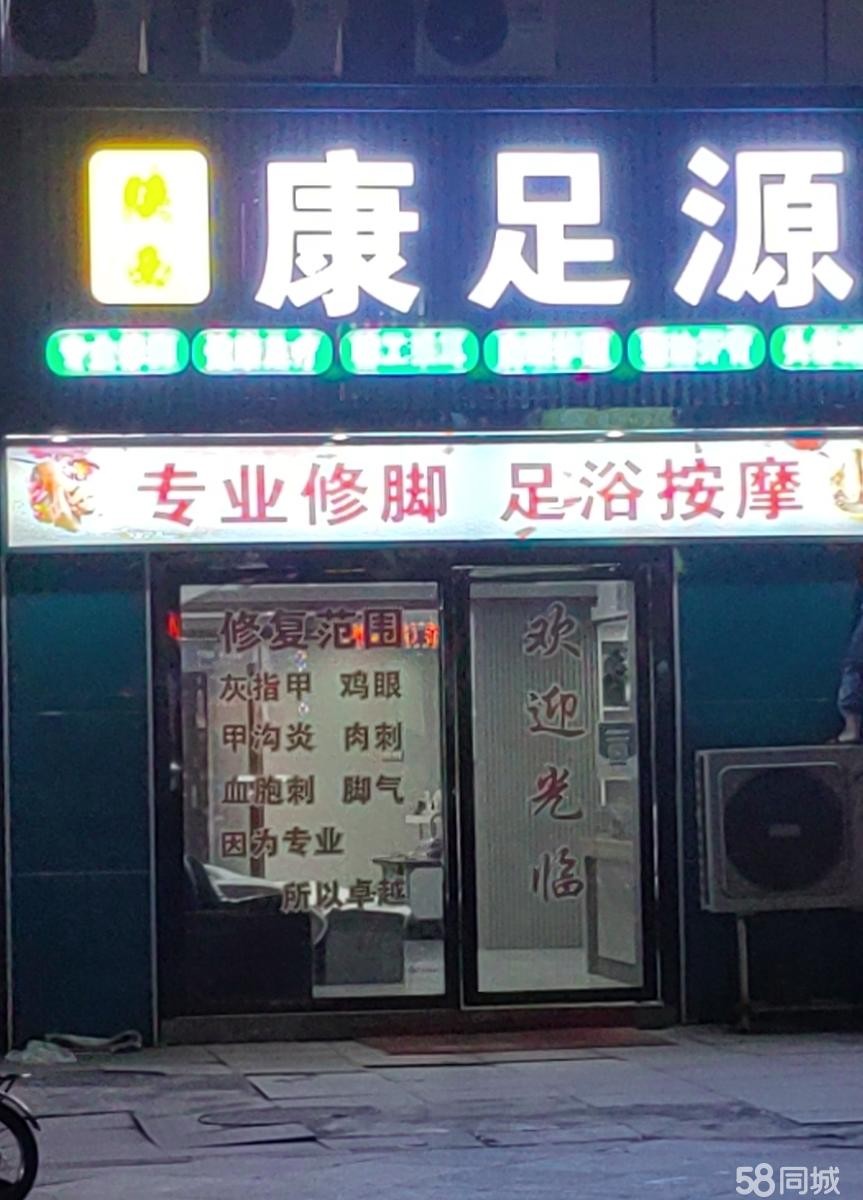 康足源
专业修脚 足浴按摩
修复范围
灰指甲 鸡眼
甲沟炎 肉刺
血胞刺 脚气
因为专业
所以卓越
欢迎光临
58同城